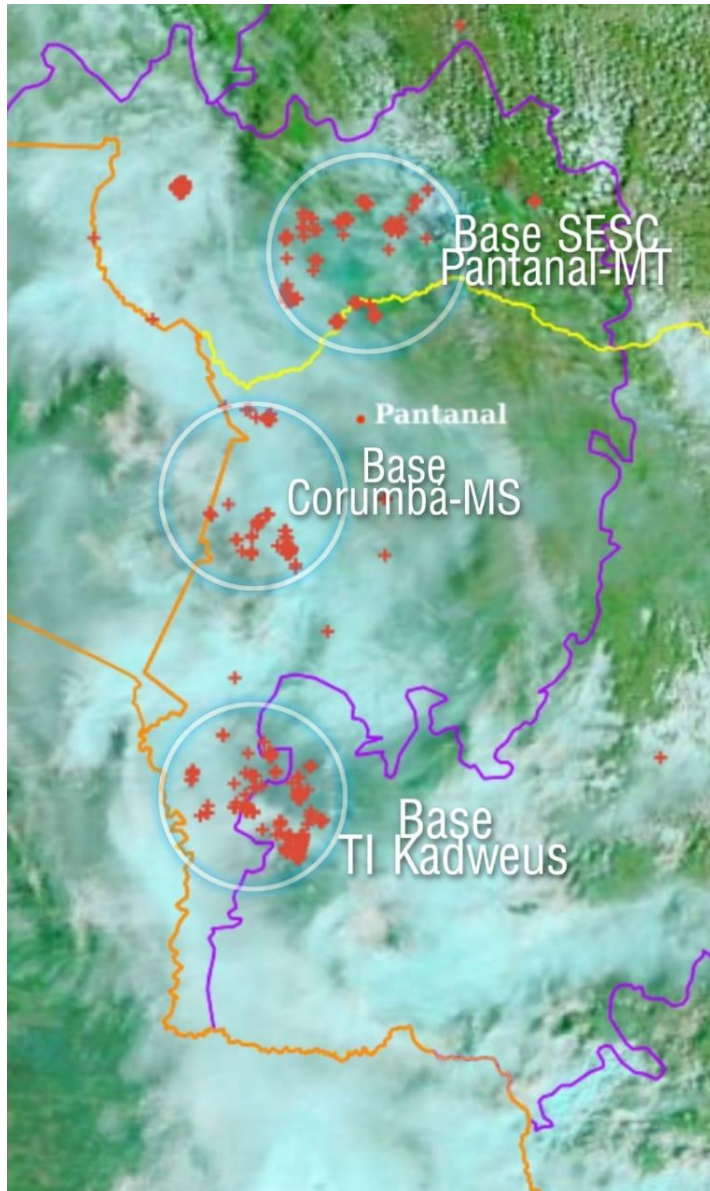 Base SESC
Pantanal-MT
Pantanal
Base
Corumbá-MS
Base
TI Kadweus